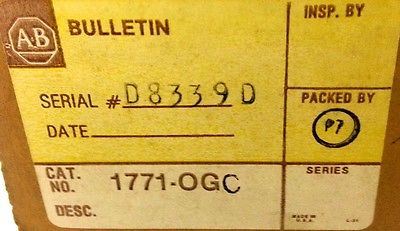 AB
BULLETIN
INSP. BY
SERIAL # D8339D
PACKED BY
DATE
P7
CAT. NO. 1771-OGC
SERIES
DESC.
MADE IN U.S.A.